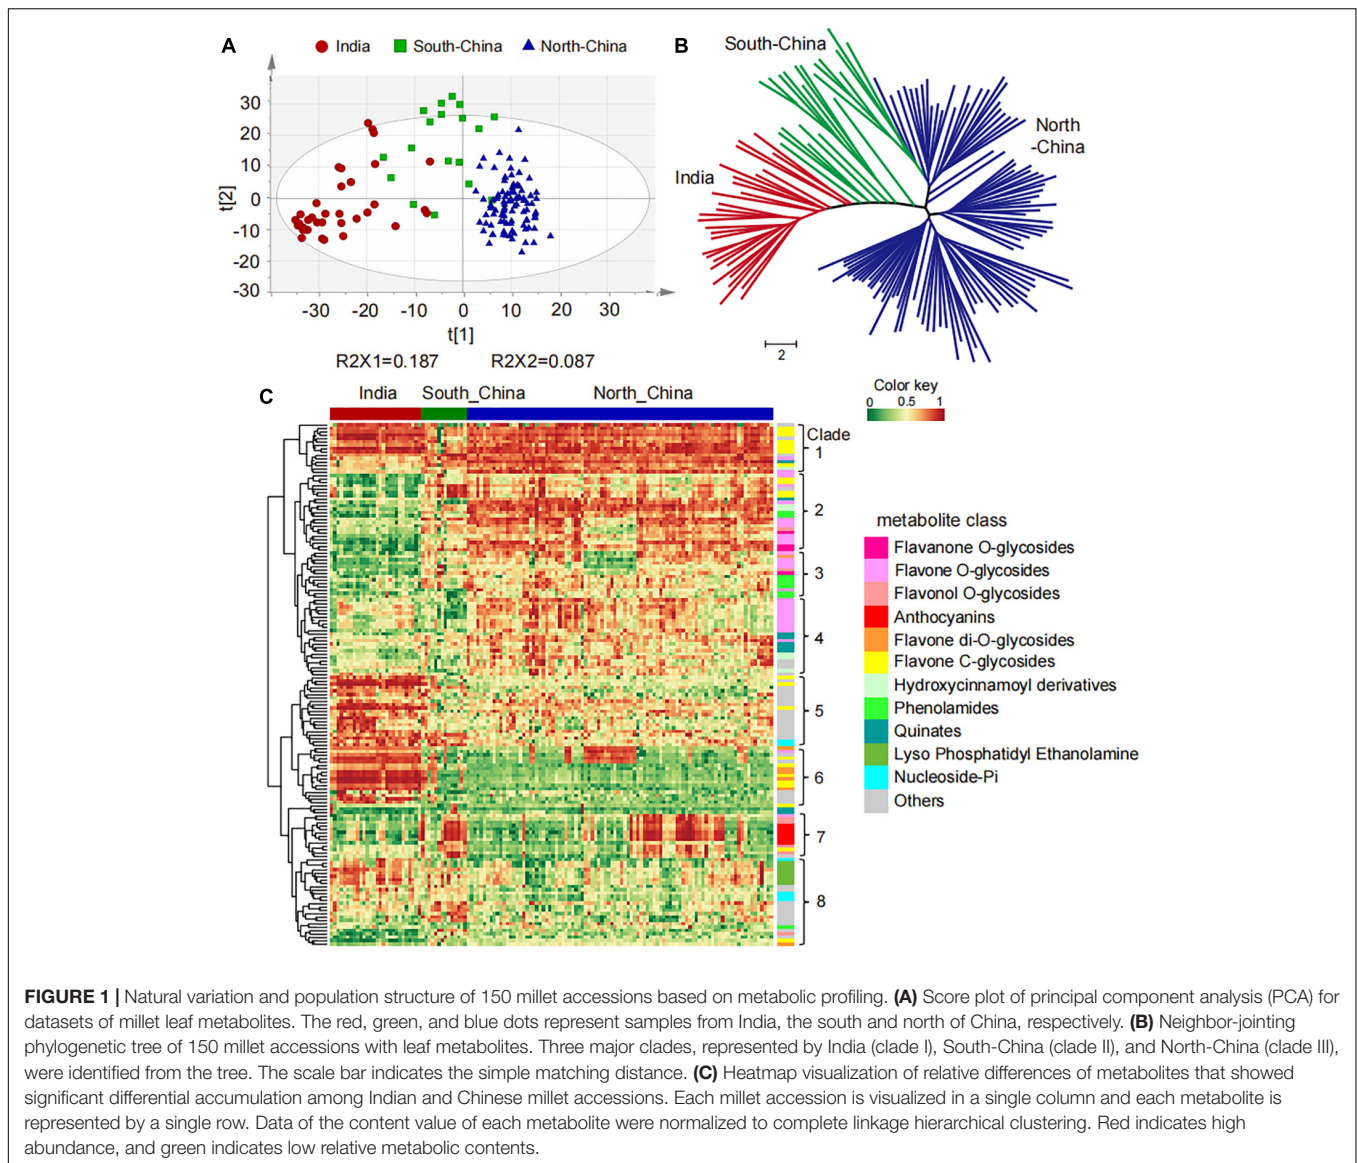 A
India
South-China
North-China
30
20
10
0
-10
-20
-30
t[2]
-30
-20
-10
0
10
20
30
t[1]
R2X1=0.187
R2X2=0.087
B
South-China
North
-China
India
2
C
India
South_China
North_China
Color key
0
0.5
1
Clade
1
2
3
4
5
6
7
8
metabolite class
Flavanone O-glycosides
Flavone O-glycosides
Flavonol O-glycosides
Anthocyanins
Flavone di-O-glycosides
Flavone C-glycosides
Hydroxycinnamoyl derivatives
Phenolamides
Quinates
Lyso Phosphatidyl Ethanolamine
Nucleoside-Pi
Others
FIGURE 1 | Natural variation and population structure of 150 millet accessions based on metabolic profiling. (A) Score plot of principal component analysis (PCA) for
datasets of millet leaf metabolites. The red, green, and blue dots represent samples from India, the south and north of China, respectively. (B) Neighbor-jointing
phylogenetic tree of 150 millet accessions with leaf metabolites. Three major clades, represented by India (clade I), South-China (clade II), and North-China (clade III),
were identified from the tree. The scale bar indicates the simple matching distance. (C) Heatmap visualization of relative differences of metabolites that showed
significant differential accumulation among Indian and Chinese millet accessions. Each millet accession is visualized in a single column and each metabolite is
represented by a single row. Data of the content value of each metabolite were normalized to complete linkage hierarchical clustering. Red indicates high
abundance, and green indicates low relative metabolic contents.